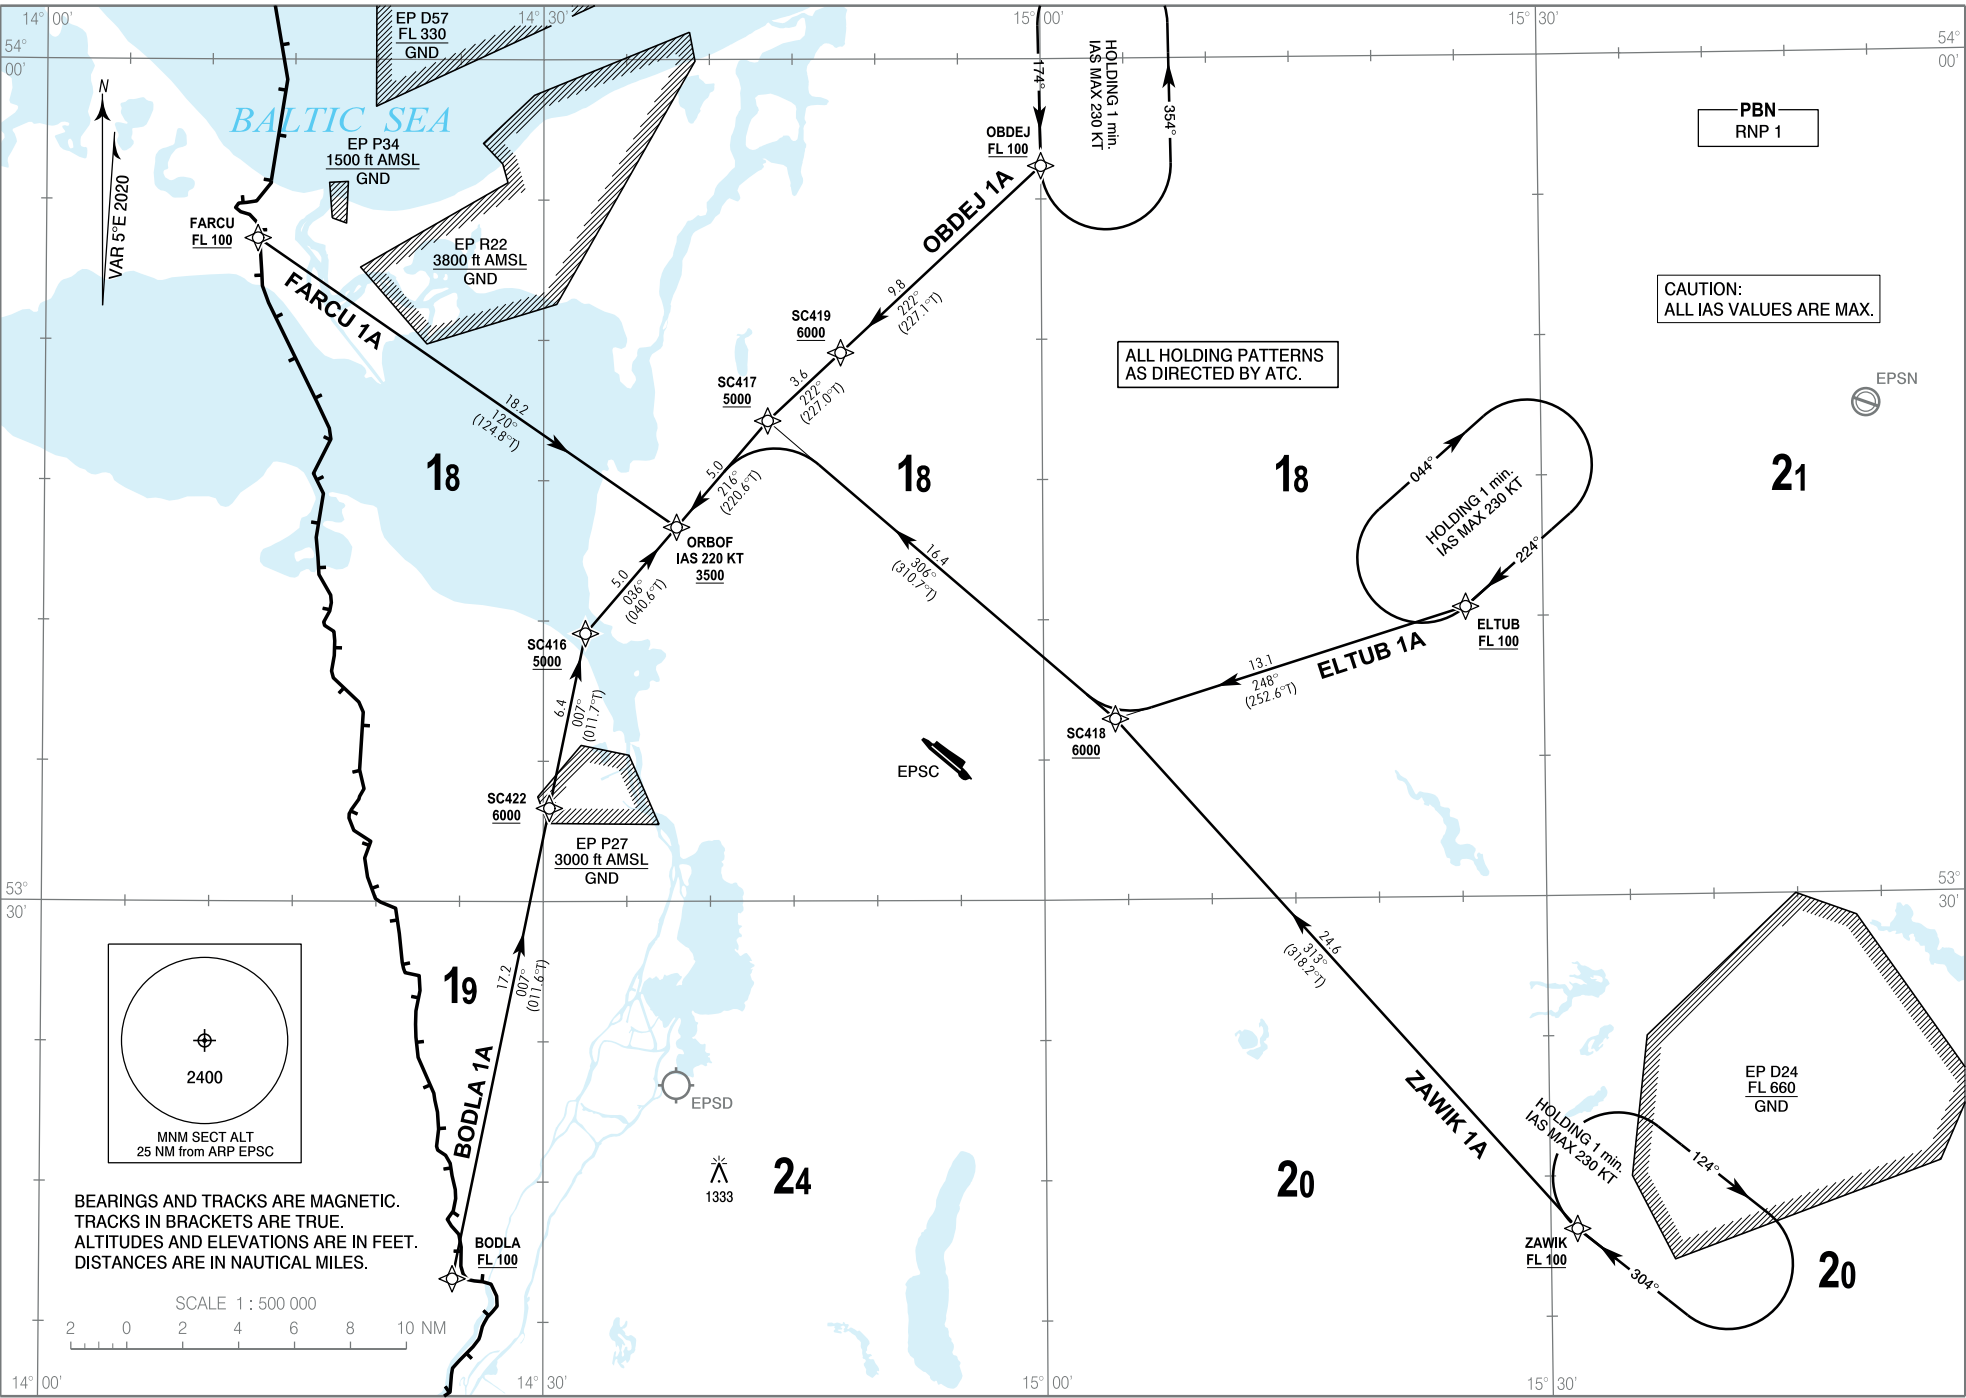 14° 00'
14° 30'
15° 00'
15° 30'
54°
00'
54°
00'
EP D57
FL 330
GND
N
VAR 5°E 2020
BALTIC SEA
EP P34
1500 ft AMSL
GND
174°
HOLDING 1 min.
IAS MAX 230 KT
354°
PBN
RNP 1
OBDEJ
FL 100
OBDEJ 1A
FARCU
FL 100
FARCU 1A
EP R22
3800 ft AMSL
GND
9.8
222°
(227.1°T)
CAUTION:
ALL IAS VALUES ARE MAX.
SC419
6000
ALL HOLDING PATTERNS
AS DIRECTED BY ATC.
EPSN
SC417
5000
3.6
222°
(227.0°T)
18.2
120°
(124.8°T)
18
18
18
21
5.0
216°
(220.6°T)
044°
HOLDING 1 min.
IAS MAX 230 KT
224°
ORBOF
IAS 220 KT
3500
16.4
306°
(310.7°T)
5.0
036°
(040.6°T)
ELTUB
FL 100
ELTUB 1A
SC416
5000
13.1
248°
(252.6°T)
6.4
007°
(011.7°T)
SC418
6000
EPSC
SC422
6000
EP P27
3000 ft AMSL
GND
53°
30'
53°
30'
24.6
313°
(318.2°T)
17.2
007°
(011.6°T)
19
2400
MNM SECT ALT
25 NM from ARP EPSC
BODLA 1A
EPSD
ZAWIK 1A
EP D24
FL 660
GND
HOLDING 1 min.
IAS MAX 230 KT
124°
1333
24
20
BEARINGS AND TRACKS ARE MAGNETIC.
TRACKS IN BRACKETS ARE TRUE.
ALTITUDES AND ELEVATIONS ARE IN FEET.
DISTANCES ARE IN NAUTICAL MILES.
BODLA
FL 100
ZAWIK
FL 100
304°
20
SCALE 1 : 500 000
2 0 2 4 6 8 10 NM
14° 00'
14° 30'
15° 00'
15° 30'